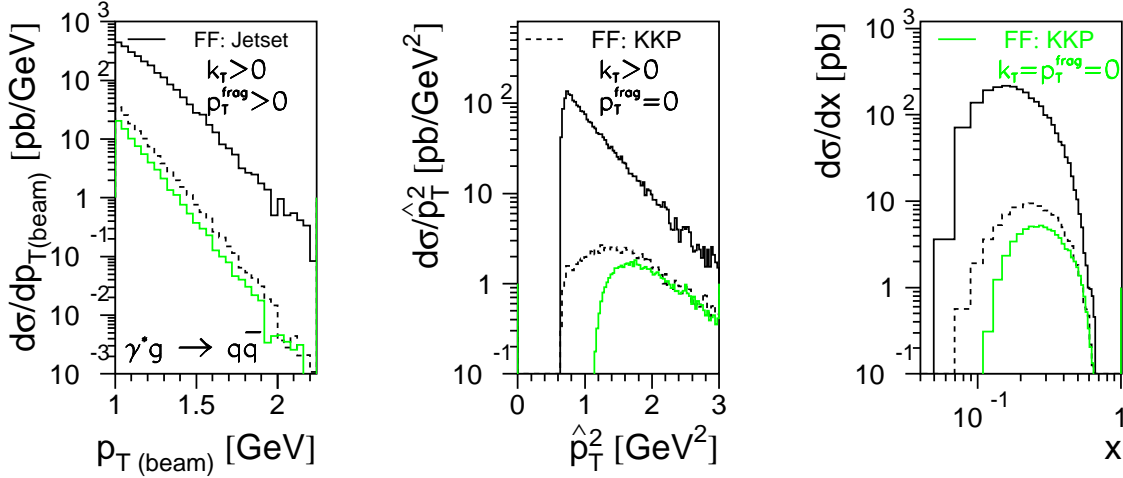 dσ/dp_T(beam) [pb/GeV]
10^3
10^2
10
1
10^-1
10^-2
10^-3
FF: Jetset
k_T>0
p_T^frag>0
γ*g → qq̅
1 1.5 2
p_T (beam) [GeV]
dσ/p̂_T^2 [pb/GeV^2]
10^2
10
1
10^-1
FF: KKP
k_T>0
p_T^frag=0
0 1 2 3
p̂_T^2 [GeV^2]
dσ/dx [pb]
10^3
10^2
10
1
10^-1
FF: KKP
k_T=p_T^frag=0
10^-1 1
x